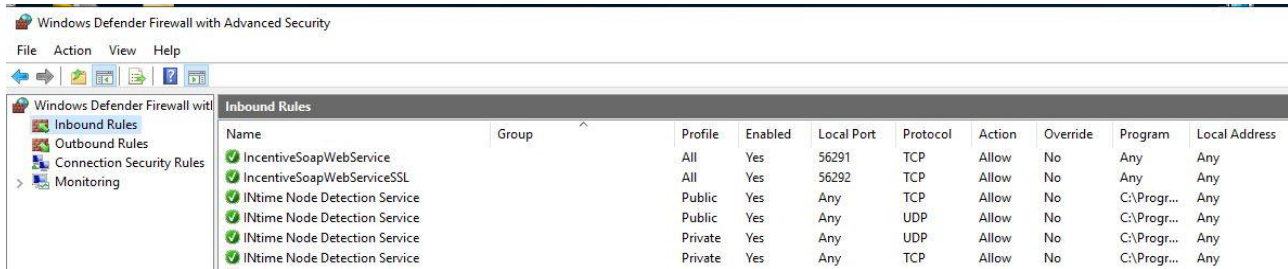 Windows Defender Firewall with Advanced Security
File Action View Help
Windows Defender Firewall witl
Inbound Rules
Outbound Rules
Connection Security Rules
Monitoring
Inbound Rules
Name Group Profile Enabled Local Port Protocol Action Override Program Local Address
IncentiveSoapWebService All Yes 56291 TCP Allow No Any Any
IncentiveSoapWebServiceSSL All Yes 56292 TCP Allow No Any Any
INtime Node Detection Service Public Yes Any TCP Allow No C:\Progr... Any
INtime Node Detection Service Public Yes Any UDP Allow No C:\Progr... Any
INtime Node Detection Service Private Yes Any UDP Allow No C:\Progr... Any
INtime Node Detection Service Private Yes Any TCP Allow No C:\Progr... Any